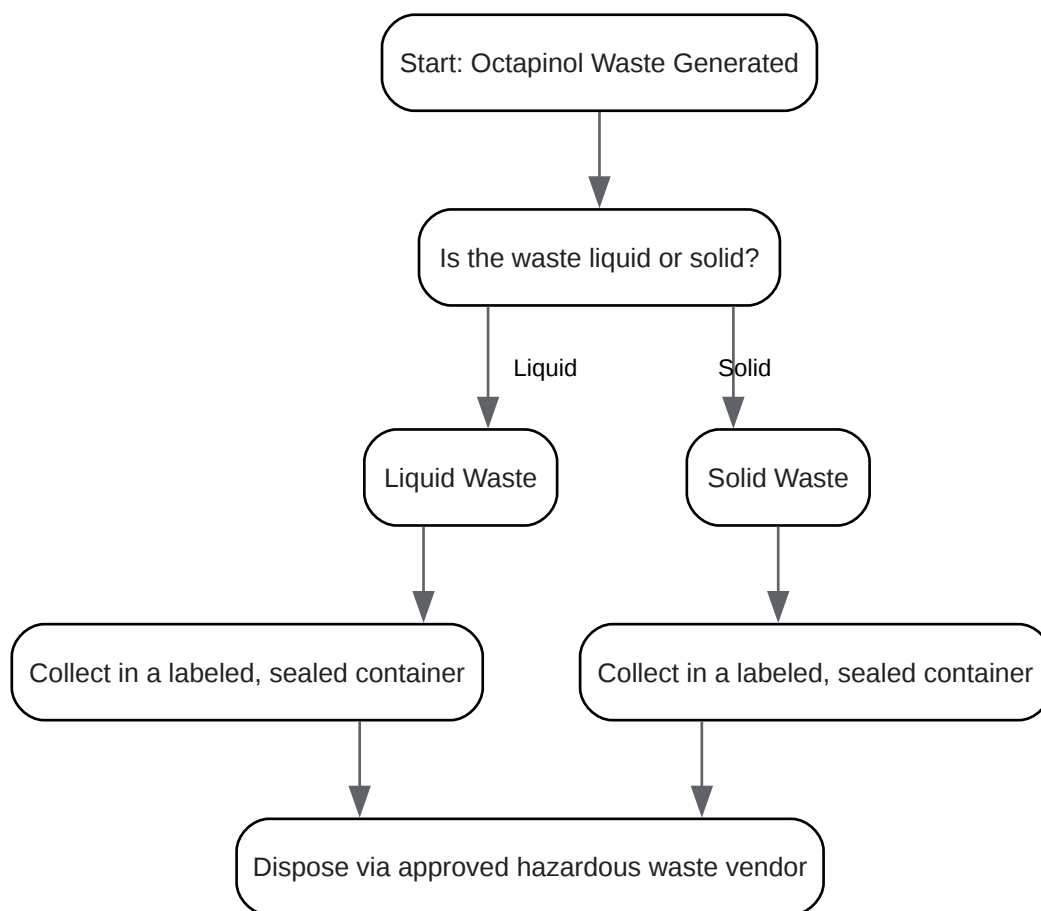 Start: Octapinol Waste Generated
Is the waste liquid or solid?
Liquid
Solid
Liquid Waste
Solid Waste
Collect in a labeled, sealed container
Collect in a labeled, sealed container
Dispose via approved hazardous waste vendor